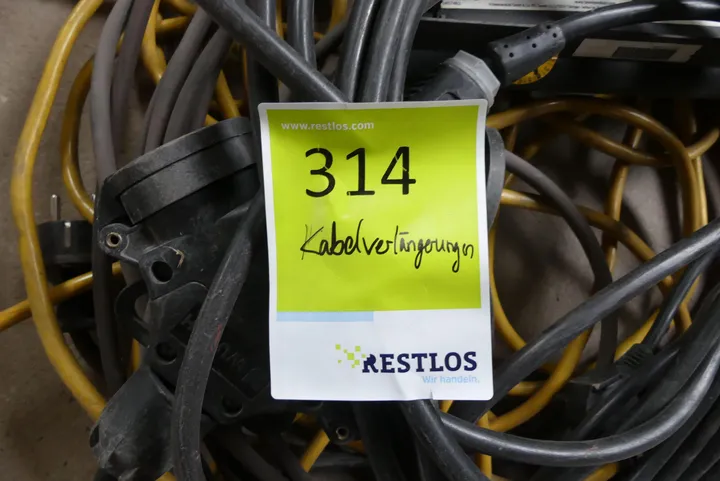 www.restlos.com
314
Kabelverlängerungen
RESTLOS
Wir handeln.